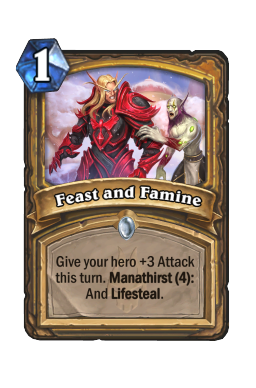 1
Feast and Famine
Give your hero +3 Attack
this turn. Manathirst (4):
And Lifesteal.